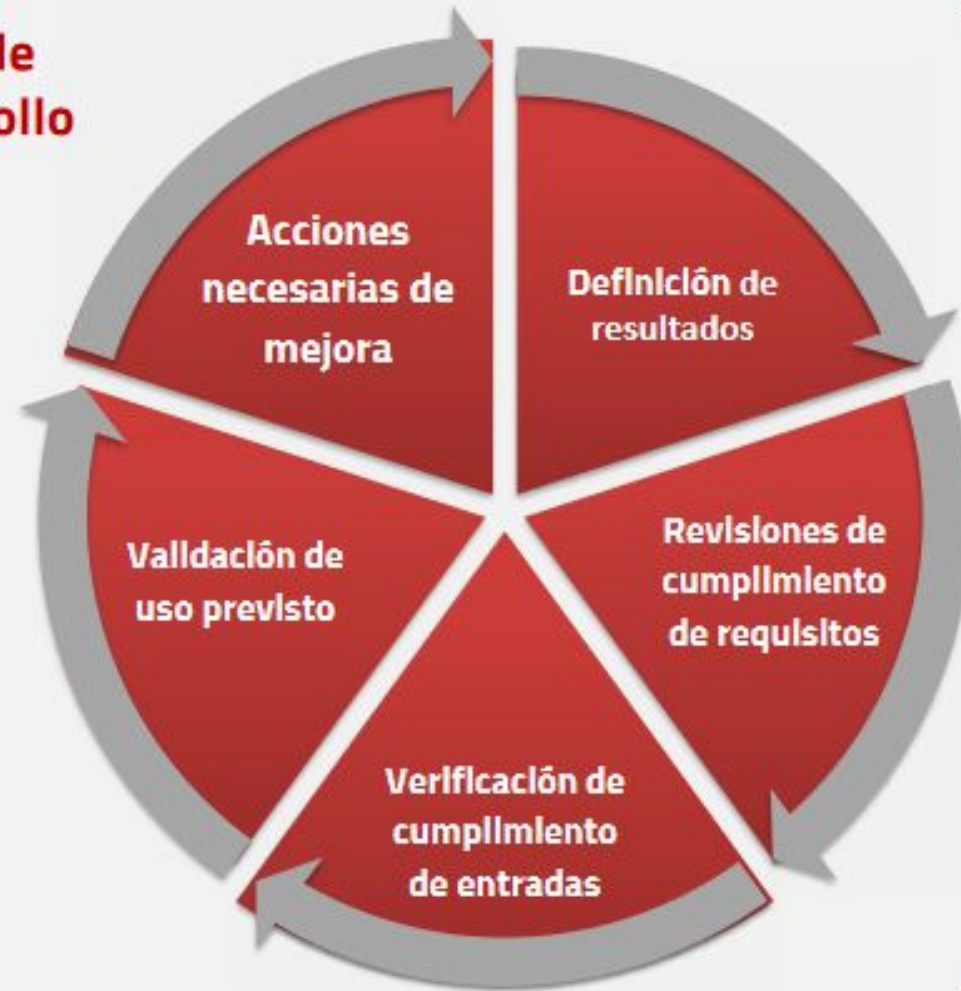 de
ollo
Acciones
necesarias de
mejora
Definición de
resultados
Revisiones de
cumplimiento
de requisitos
Verificación de
cumplimiento
de entradas
Validación de
uso previsto